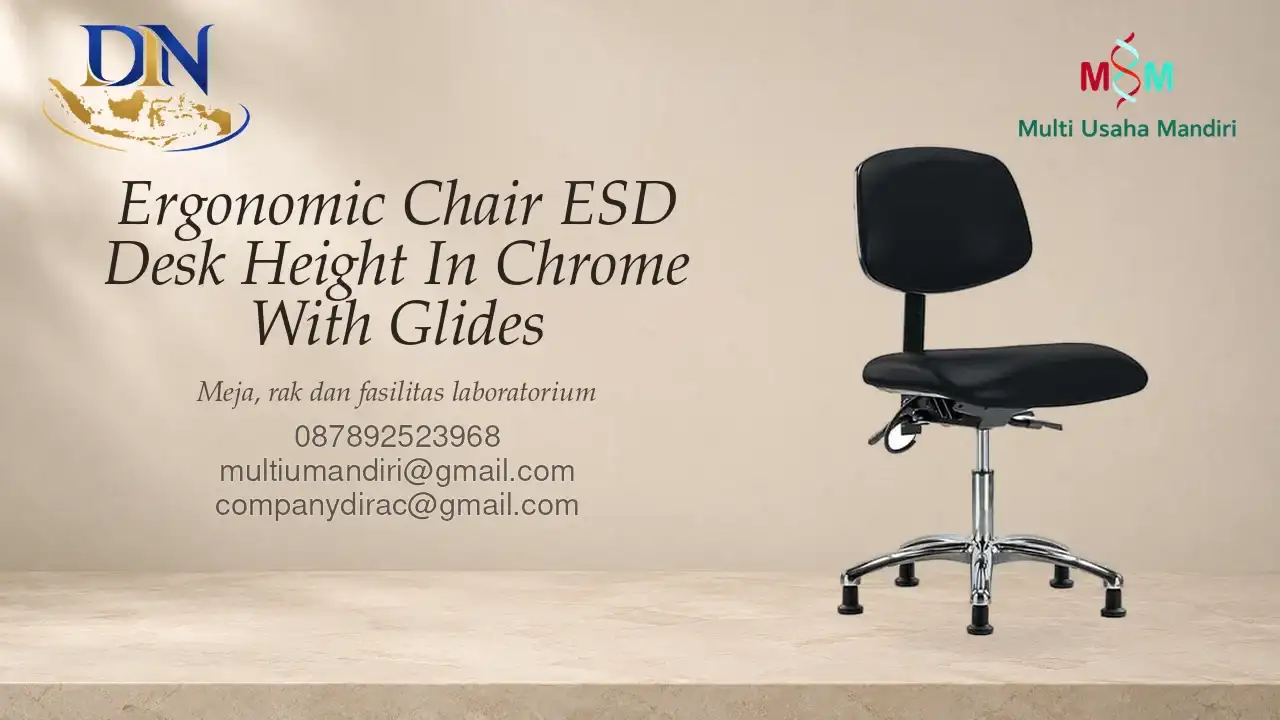 DN
MSM
Multi Usaha Mandiri
Ergonomic Chair ESD
Desk Height In Chrome
With Glides
Meja, rak dan fasilitas laboratorium
087892523968
multiumandiri@gmail.com
companydirac@gmail.com